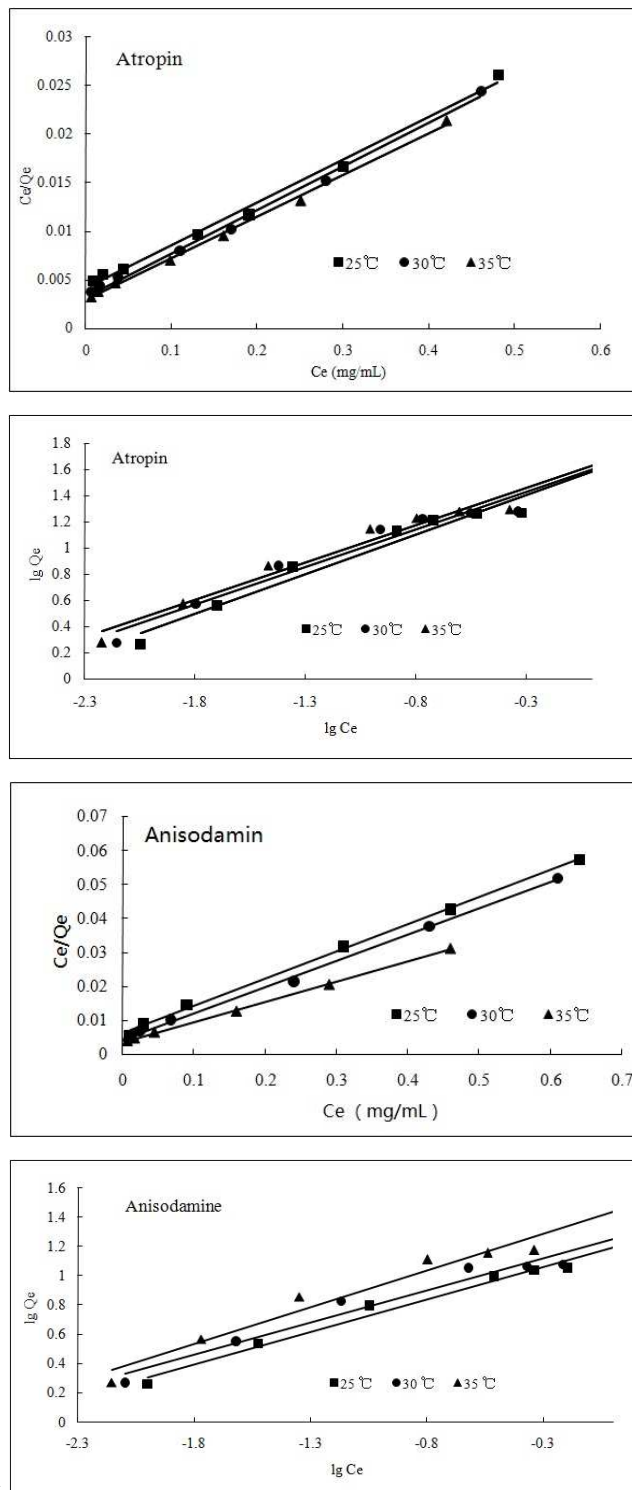 0.03
Atropin
0.025
0.02
Ce/Qe
0.015
0.01
■ 25℃ ● 30℃ ▲ 35℃
0.005
0
0 0.1 0.2 0.3 0.4 0.5 0.6
Ce (mg/mL)
1.8
Atropin
1.6
1.4
1.2
1
lg Qe
0.8
0.6
0.4
■ 25℃ ● 30℃ ▲ 35℃
0.2
0
-2.3 -1.8 -1.3 -0.8 -0.3
lg Ce
0.07
Anisodamin
0.06
0.05
0.04
Ce/Qe
0.03
0.02
0.01
■ 25℃ ● 30℃ ▲ 35℃
0
0 0.1 0.2 0.3 0.4 0.5 0.6 0.7
Ce ( mg/mL )
1.6
Anisodamine
1.4
1.2
1
lg Qe
0.8
0.6
0.4
0.2
■ 25℃ ● 30℃ ▲ 35℃
0
-2.3 -1.8 -1.3 -0.8 -0.3
lg Ce